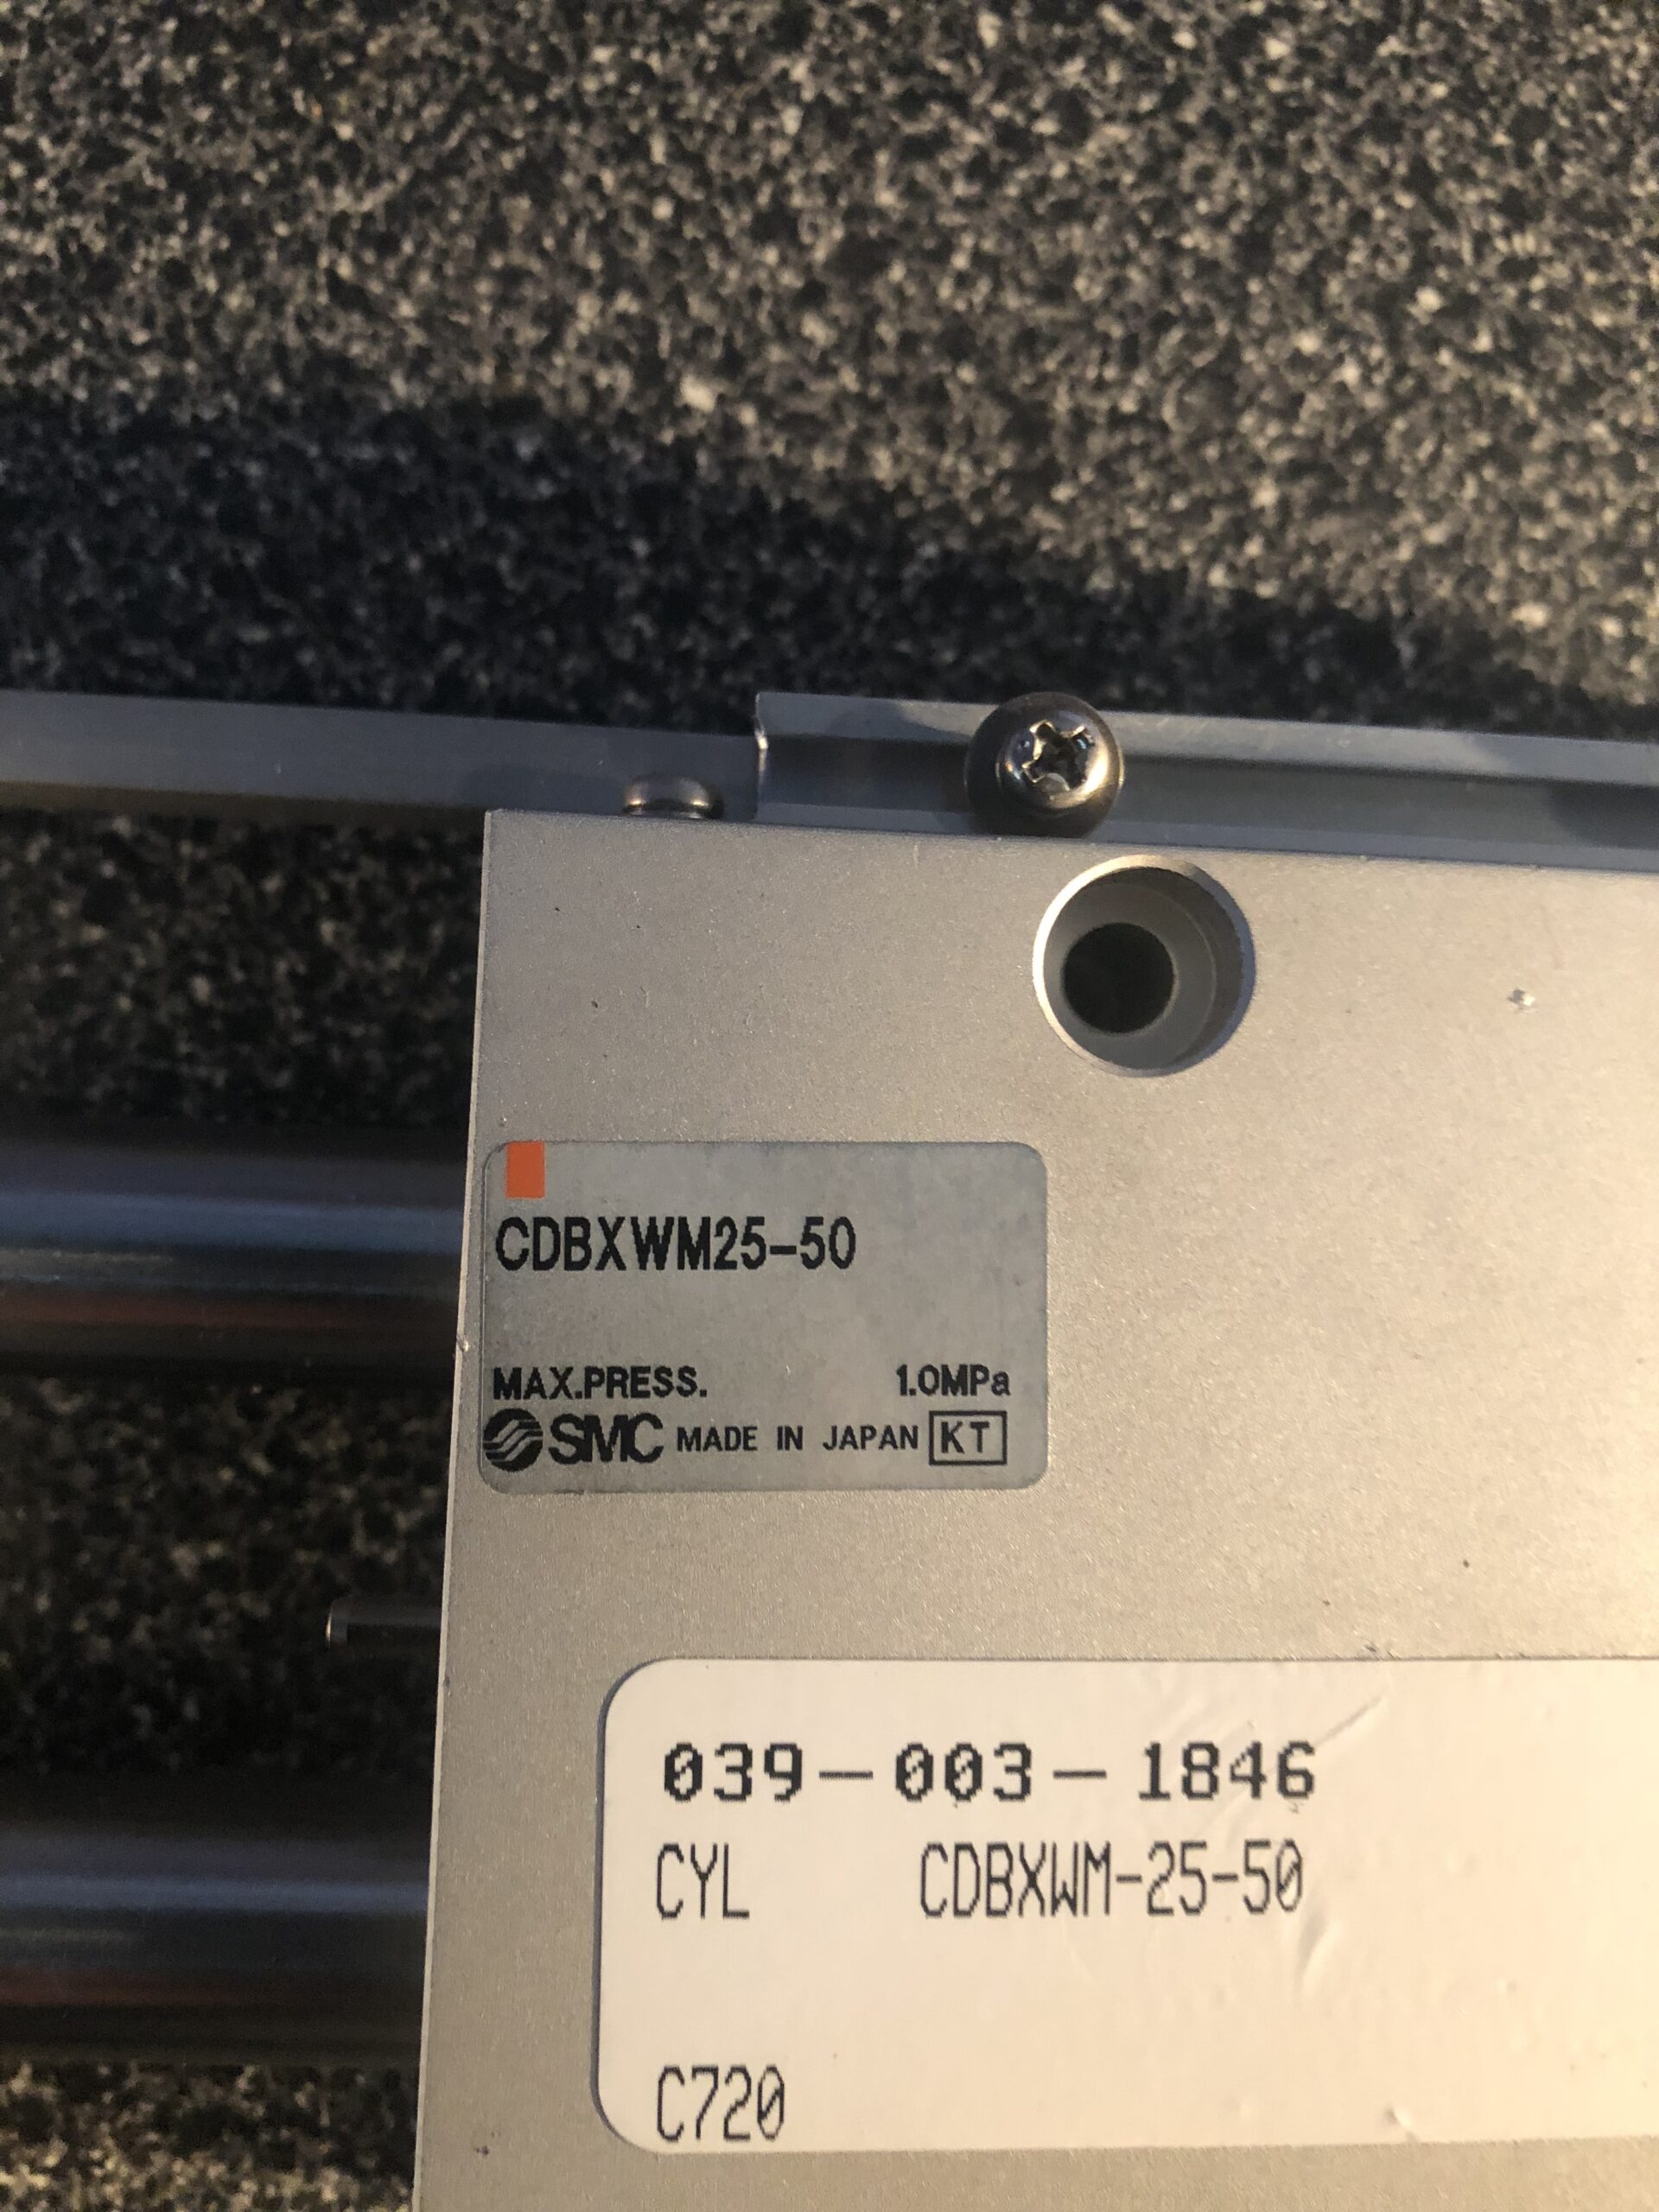 CDBXWM25-50
MAX.PRESS. 1.0MPa
SMC MADE IN JAPAN KT
039-003-1846
CYL CDBXWM-25-50
C720